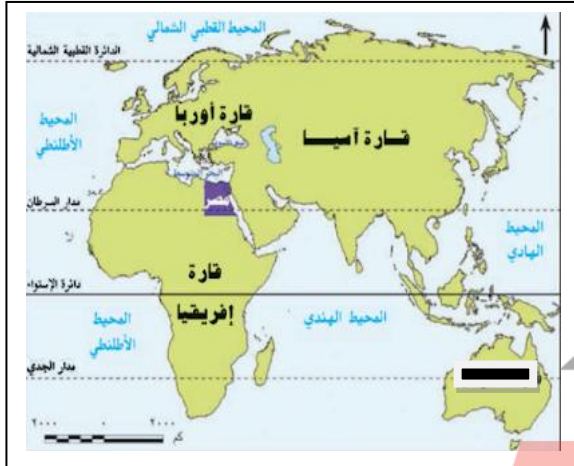 المحيط القطبي الشمالي
الدائرة القطبية الشمالية
قارة أوربا
قارة آسيا
المحيط
الأطلنطي
البحر المتوسط
مصر
مدار السرطان
المحيط
الهادي
قارة
إفريقيا
دائرة الإستواء
المحيط
الأطلنطي
المحيط الهندي
مدار الجدي
٢٠٠٠ ٠ ٢٠٠٠
كم